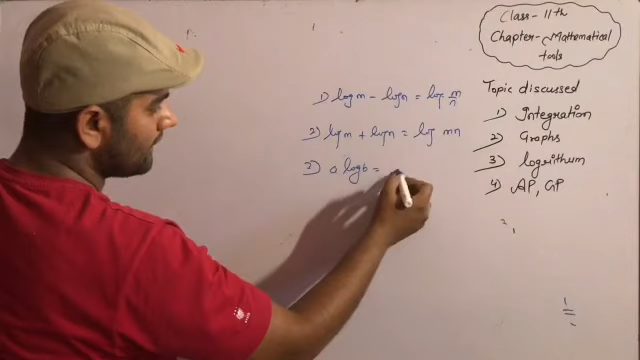 Class-11th
Chapter-Mathematical
tools
Topic discussed
1) Integration
2) Graphs
3) logrithum
4) AP, GP
1) log m - log n = log m/n
2) log m + log n = log mn
3) a log b =